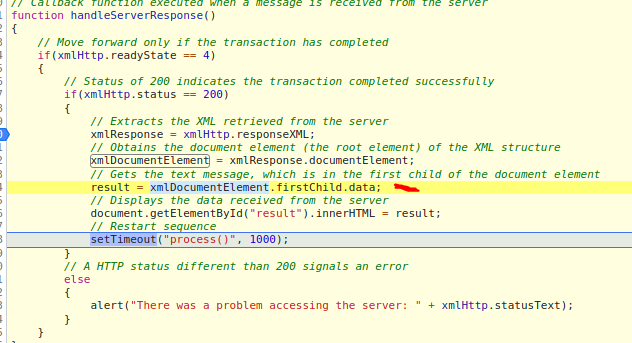 // Callback function executed when a message is received from the server
function handleServerResponse()
{
// Move forward only if the transaction has completed
if(xmlHttp.readyState == 4)
{
// Status of 200 indicates the transaction completed successfully
if(xmlHttp.status == 200)
{
// Extracts the XML retrieved from the server
xmlResponse = xmlHttp.responseXML;
// Obtains the document element (the root element) of the XML structure
xmlDocumentElement = xmlResponse.documentElement;
// Gets the text message, which is in the first child of the document element
result = xmlDocumentElement.firstChild.data;
// Displays the data received from the server
document.getElementById("result").innerHTML = result;
// Restart sequence
setTimeout("process()", 1000);
}
// A HTTP status different than 200 signals an error
else
{
alert("There was a problem accessing the server: " + xmlHttp.statusText);
}
}